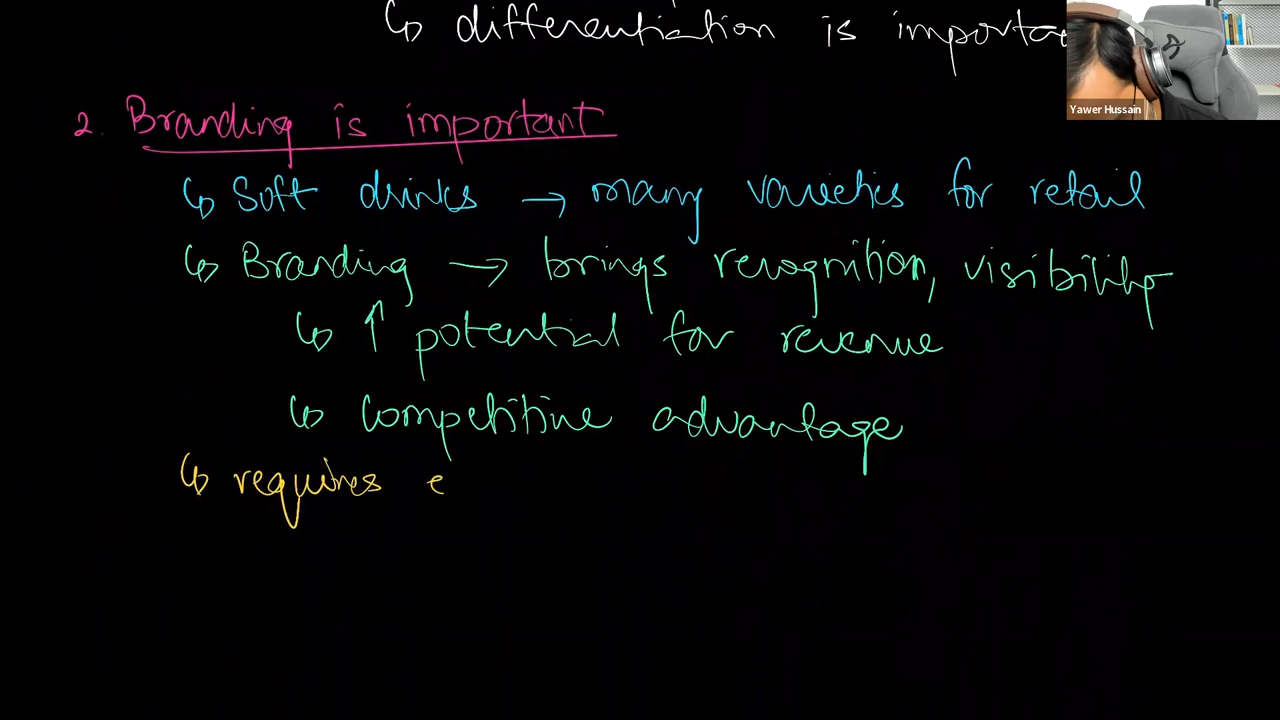 ↳ differentiation is importa
Yawer Hussain
2. Branding is important
↳ Soft drinks → many varieties for retail
↳ Branding → brings recognition, visibility
↳ ↑ potential for revenue
↳ competitive advantage
↳ requires e